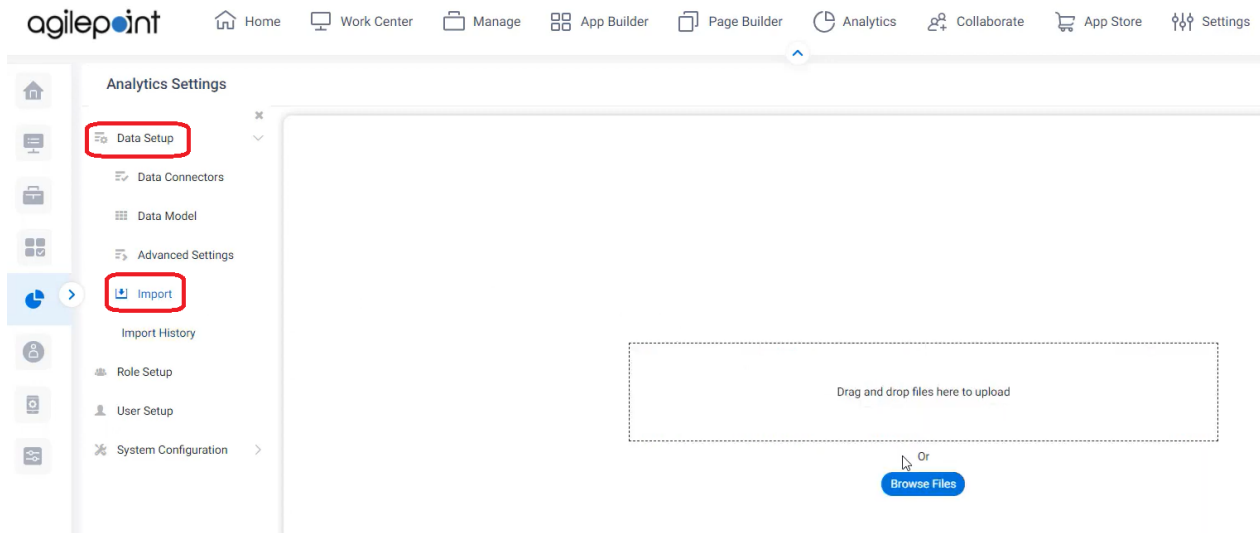 agilepoint
Home
Work Center
Manage
App Builder
Page Builder
Analytics
Collaborate
App Store
Settings
Analytics Settings
Data Setup
Data Connectors
Data Model
Advanced Settings
Import
Import History
Role Setup
User Setup
System Configuration
Drag and drop files here to upload
Or
Browse Files